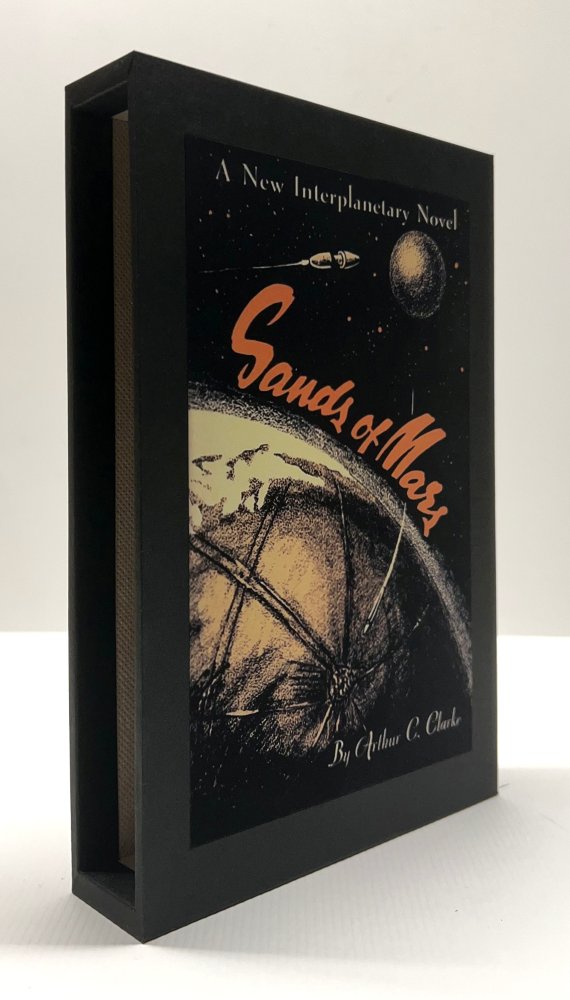 A New Interplanetary Novel
Sands of Mars
By Arthur C. Clarke